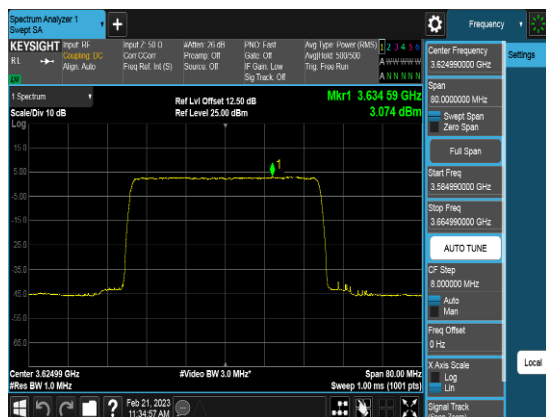 Spectrum Analyzer 1
Swept SA
+
Frequency
KEYSIGHT
RL
Input: RF
Coupling: DC
Align: Auto
Input Z: 50 Ω
Corr CCorr
Freq Ref: Int (S)
#Atten: 26 dB
Preamp: Off
Source: Off
PNO: Fast
Gate: Off
IF Gain: Low
Sig Track: Off
Avg Type: Power (RMS)
Avg|Hold: 500/500
Trig: Free Run
1 2 3 4 5 6
A W W W W W
A N N N N N
1 Spectrum
Scale/Div 10 dB
Log
Ref Lvl Offset 12.50 dB
Ref Level 25.00 dBm
Mkr1 3.634 59 GHz
3.074 dBm
15.0
5.00
-5.00
-15.0
-25.0
-35.0
-45.0
-55.0
-65.0
1
Center 3.62499 GHz
#Res BW 1.0 MHz
#Video BW 3.0 MHz*
Span 80.00 MHz
Sweep 1.00 ms (1001 pts)
Feb 21, 2023
11:34:57 AM
?
Center Frequency
3.624990000 GHz
Span
80.0000000 MHz
Swept Span
Zero Span
Full Span
Start Freq
3.584990000 GHz
Stop Freq
3.664990000 GHz
AUTO TUNE
CF Step
8.000000 MHz
Auto
Man
Freq Offset
0 Hz
X Axis Scale
Log
Lin
Signal Track
(Span Zoom)
Settings
Local